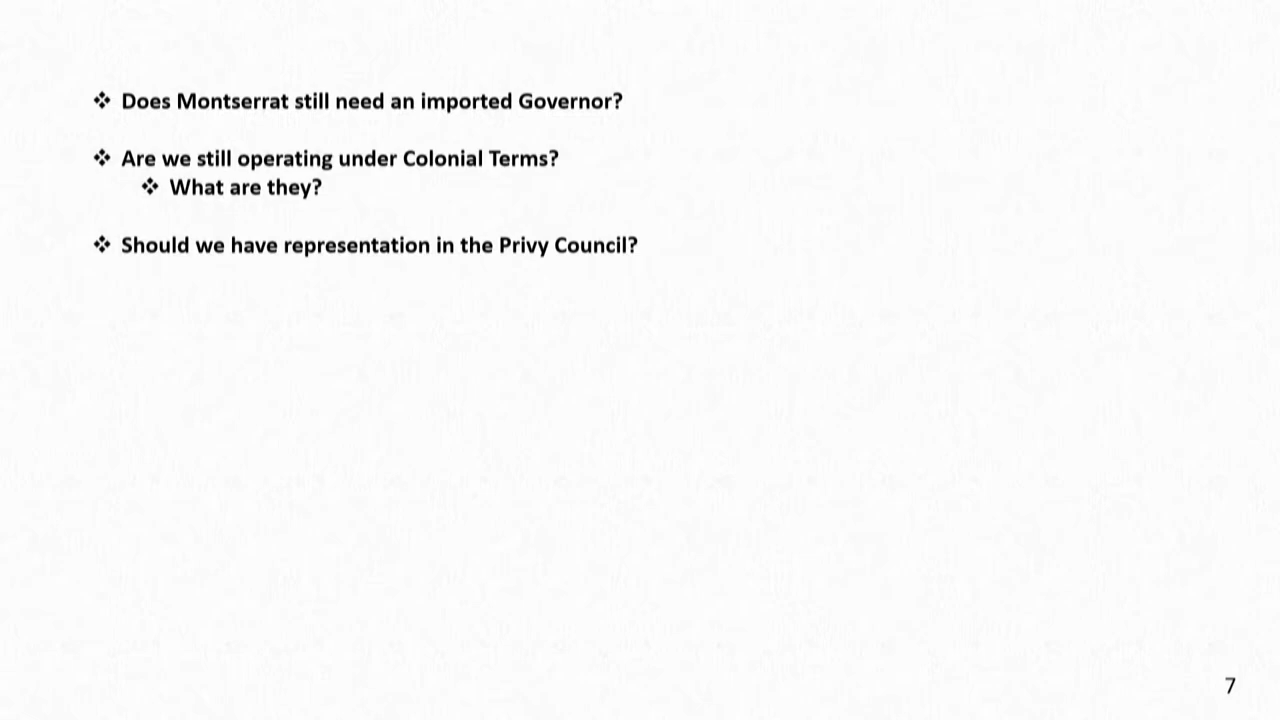 ❖ Does Montserrat still need an imported Governor?
❖ Are we still operating under Colonial Terms?
❖ What are they?
❖ Should we have representation in the Privy Council?
7